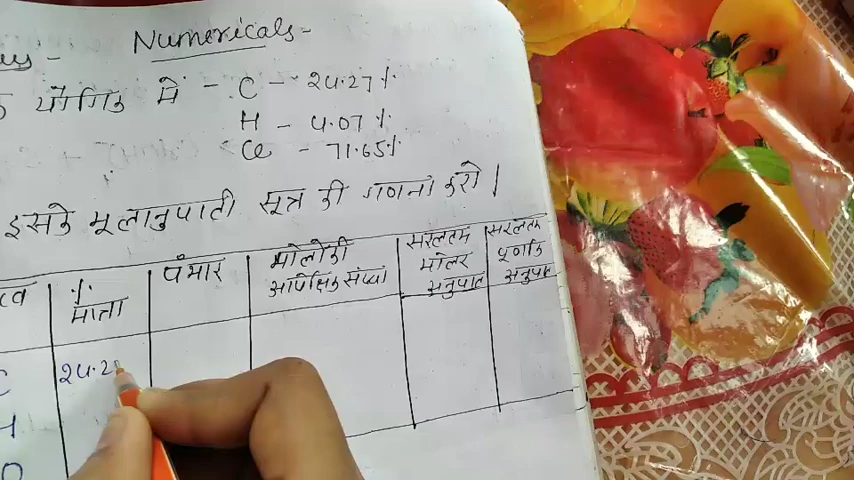 Numericals-
यौगिक में - C - 24.27%
H - 4.07%
Cl - 71.65%
इसके मूलानुपाती सूत्र की गणना करो |
% मात्रा
प.भार
मोलों की आपेक्षिक संख्या
सरलतम मोलर अनुपात
सरलतम पूर्णांक अनुपात
C 24.2
H